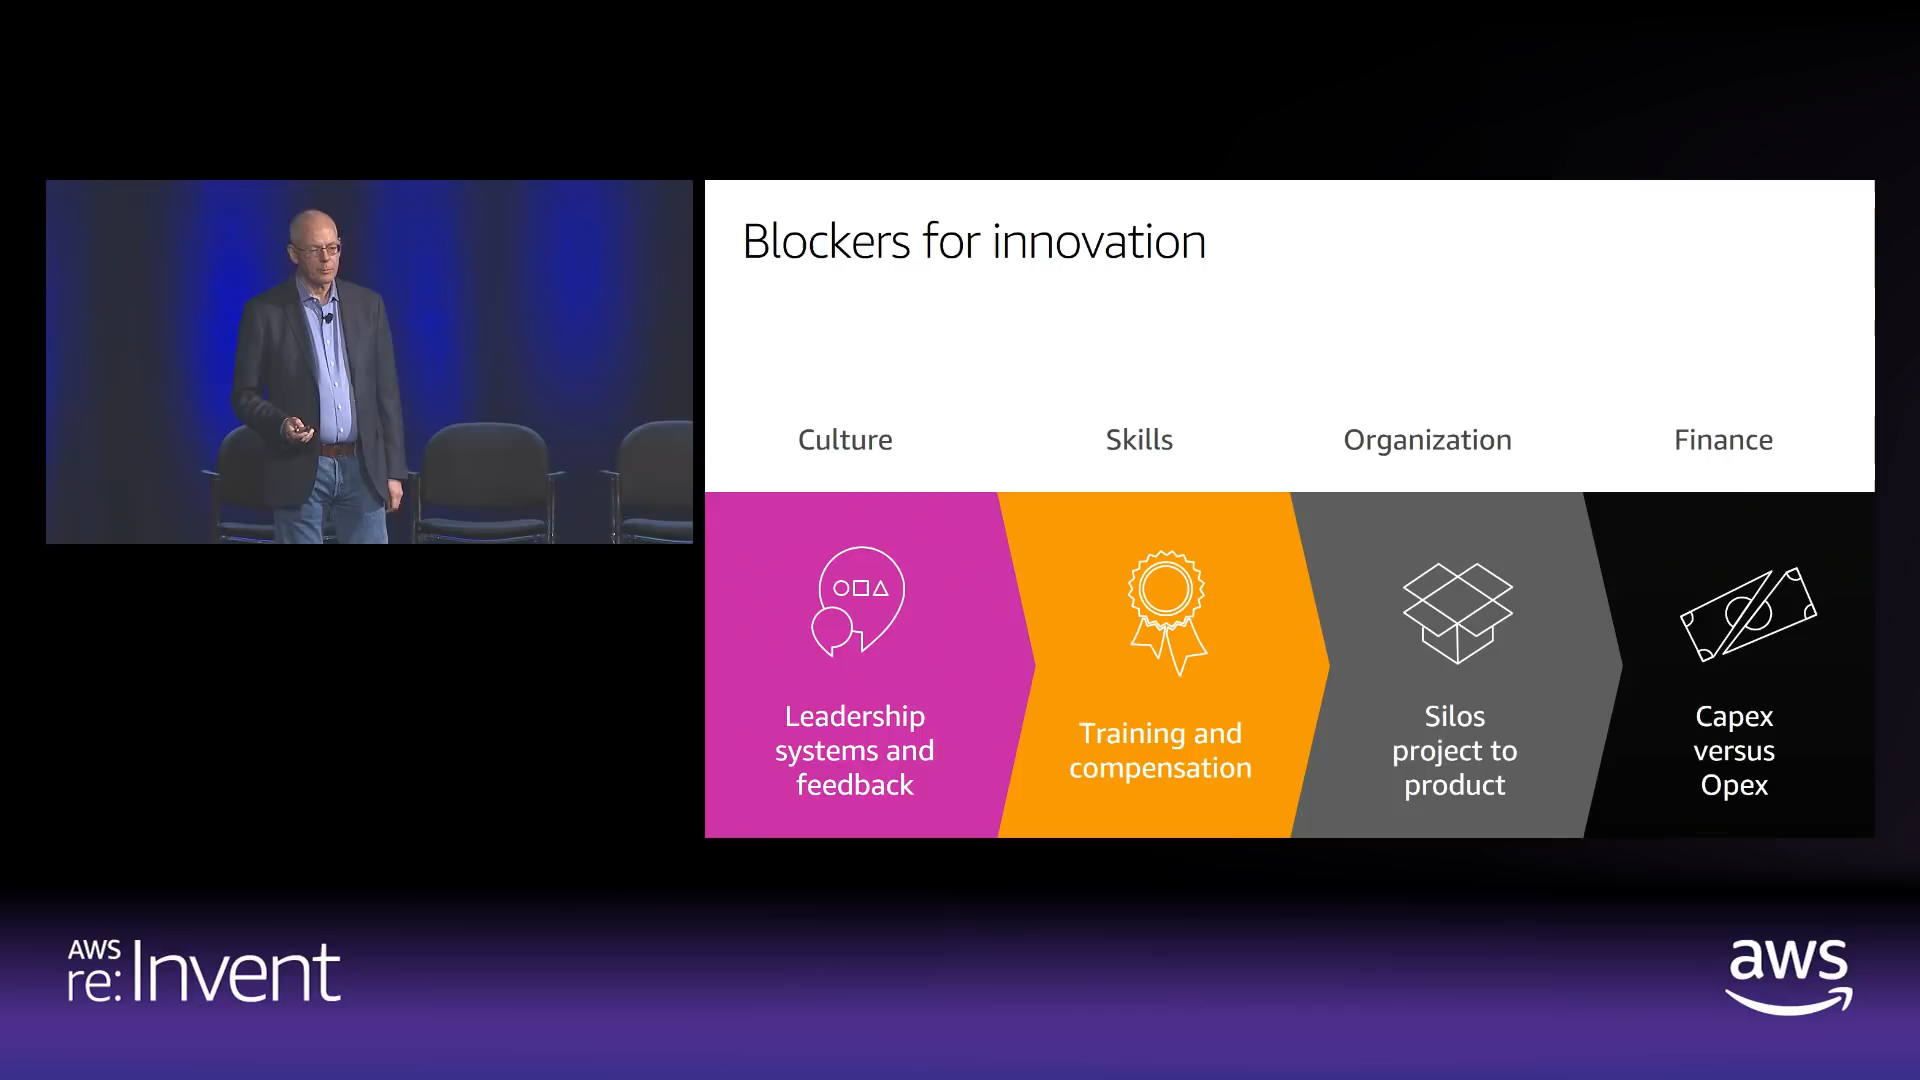 Blockers for innovation
Culture
Skills
Organization
Finance
Leadership
systems and
feedback
Training and
compensation
Silos
project to
product
Capex
versus
Opex
AWS
re:Invent
aws